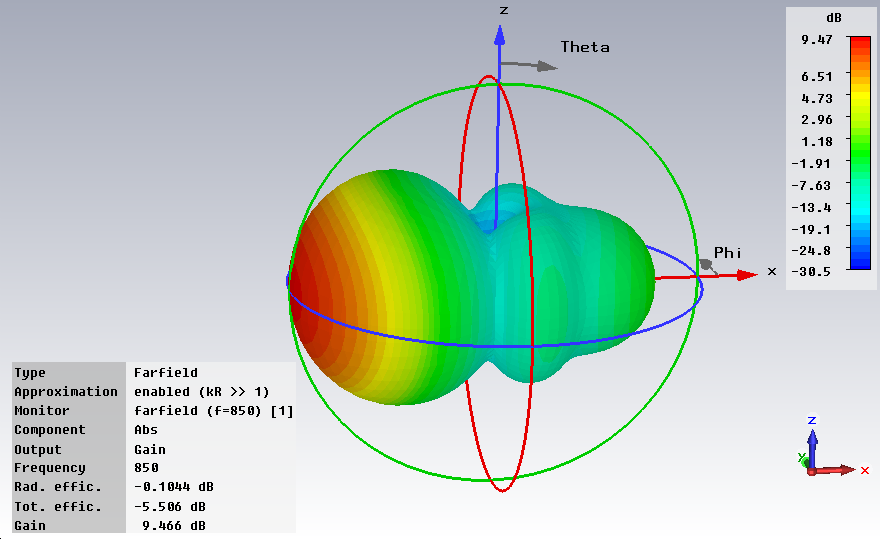 z
Theta
Phi
x
dB
9.47
6.51
4.73
2.96
1.18
-1.91
-7.63
-13.4
-19.1
-24.8
-30.5
Type Farfield
Approximation enabled (kR >> 1)
Monitor farfield (f=850) [1]
Component Abs
Output Gain
Frequency 850
Rad. effic. -0.1044 dB
Tot. effic. -5.506 dB
Gain 9.466 dB
z
y
x